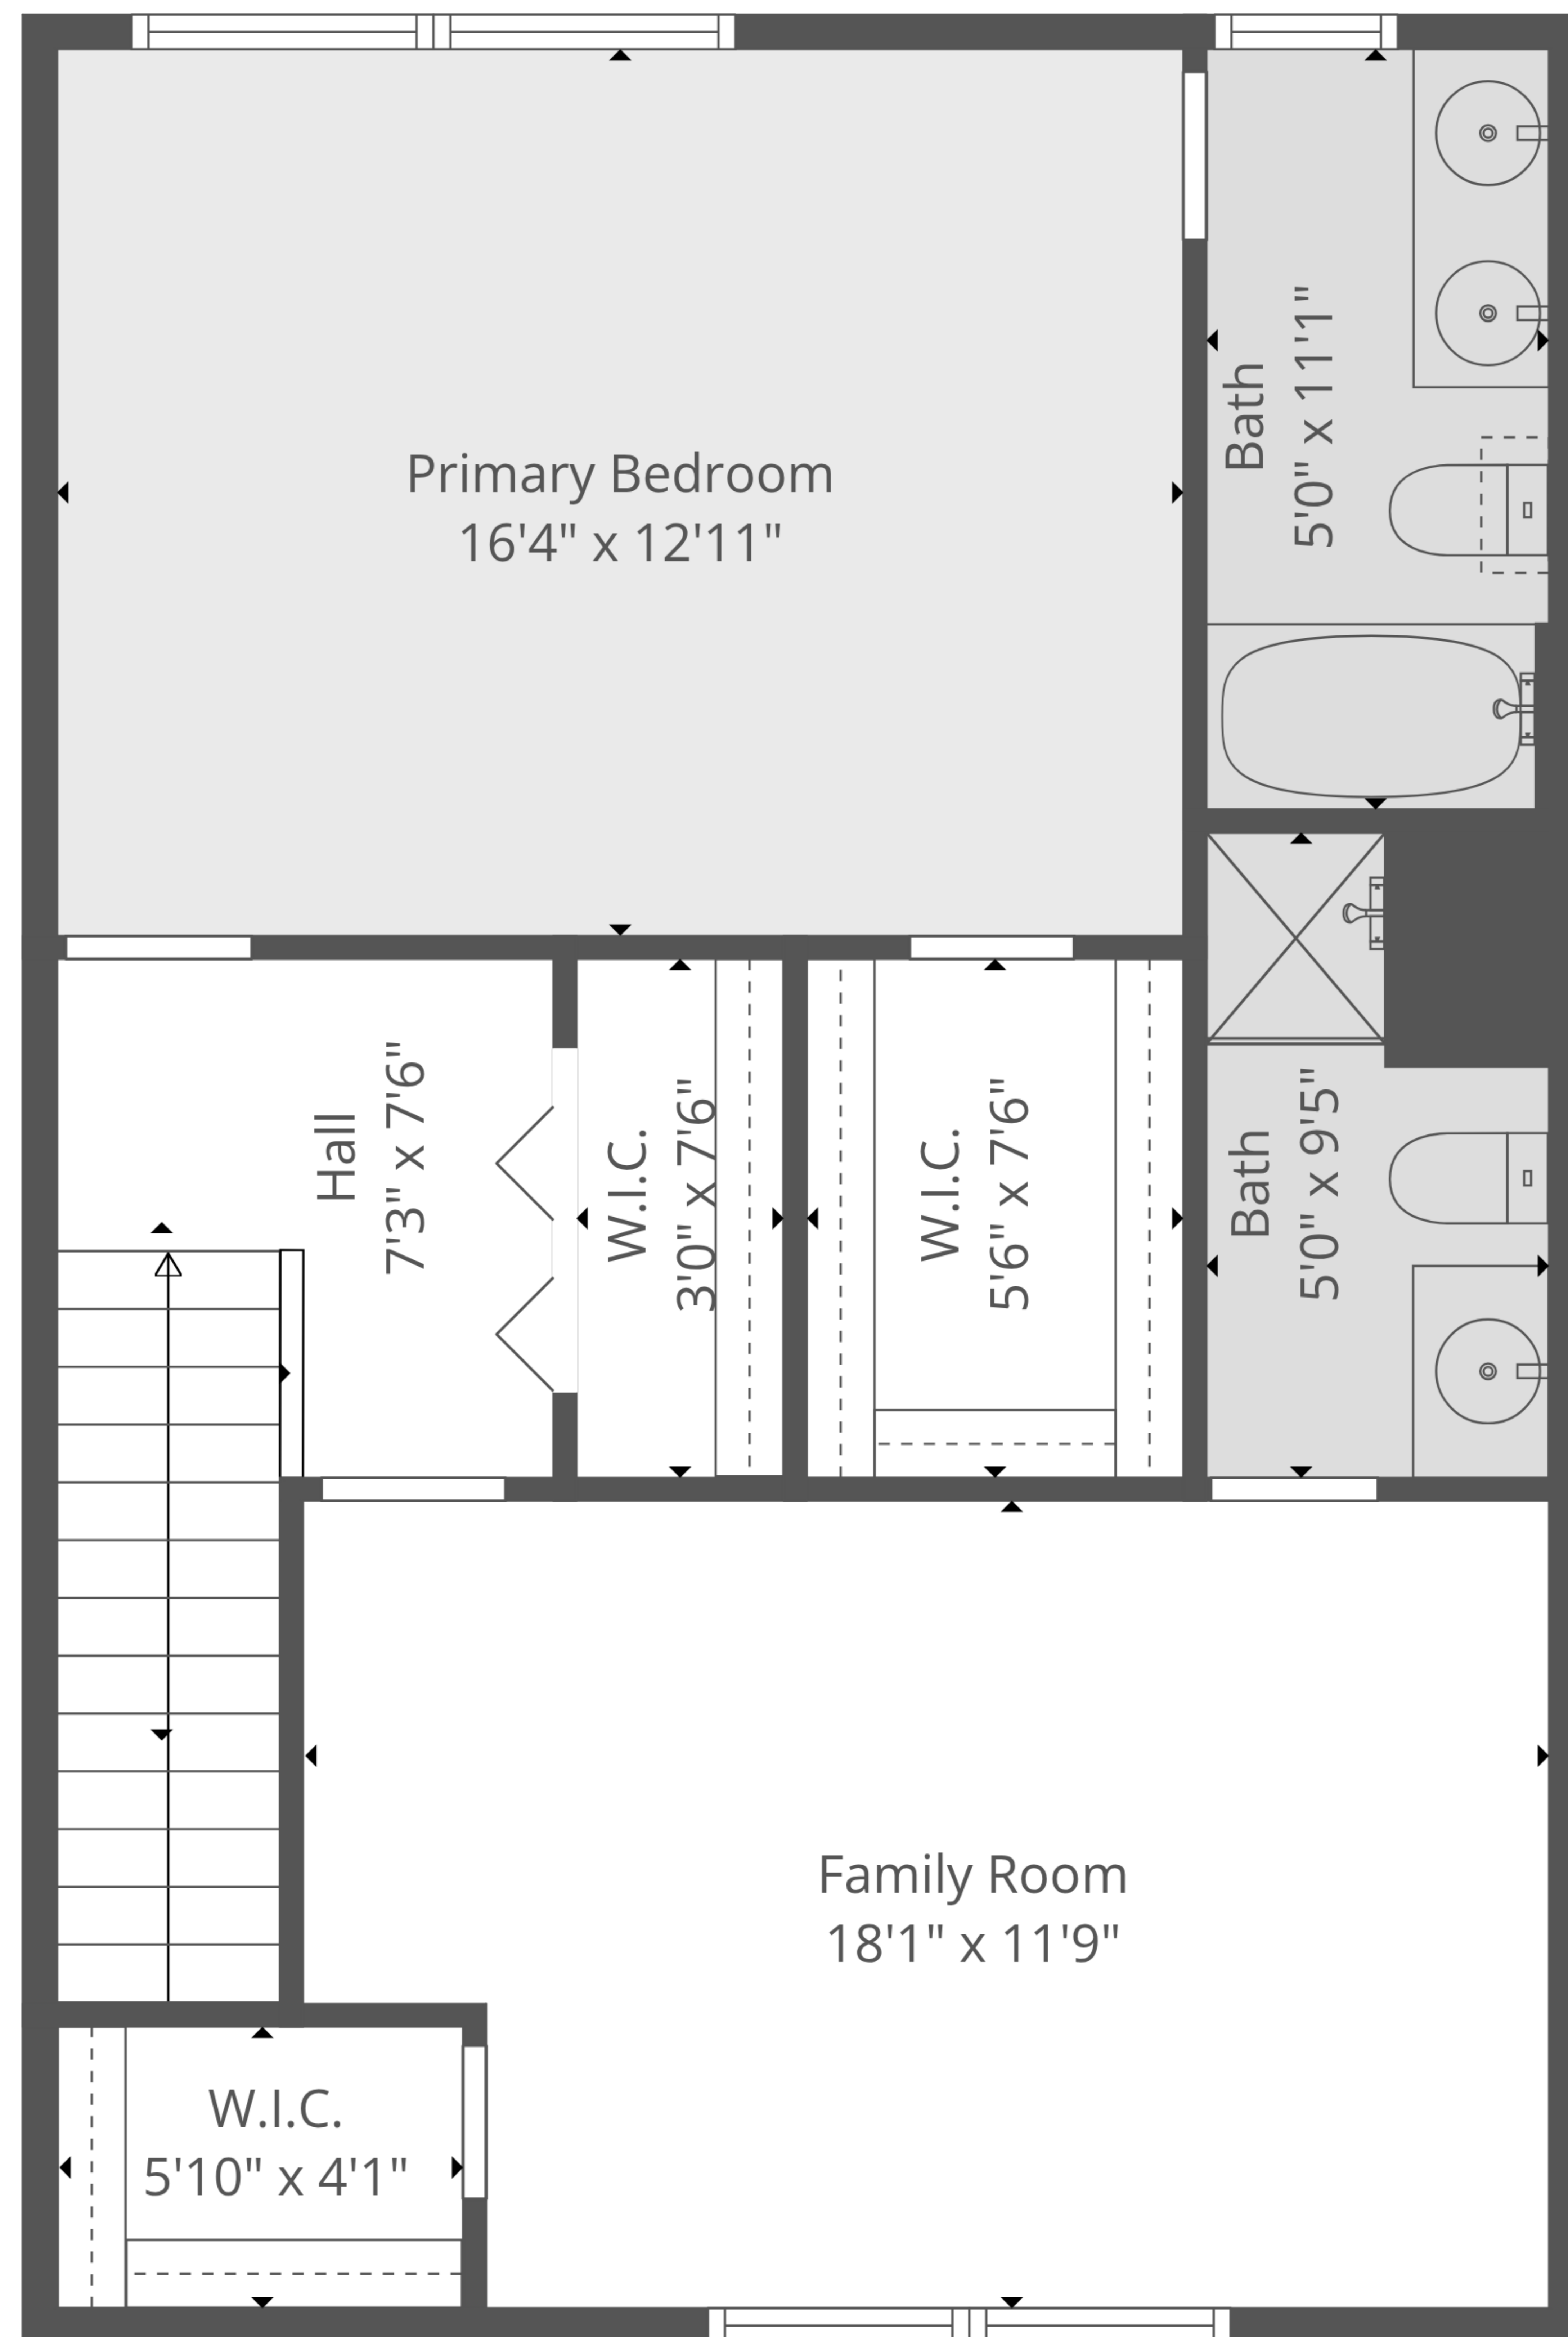 Primary Bedroom
16'4" x 12'11"
Bath
5'0" x 11'1"
Hall
7'3" x 7'6"
W.I.C.
3'0" x 7'6"
W.I.C.
5'6" x 7'6"
Bath
5'0" x 9'5"
Family Room
18'1" x 11'9"
W.I.C.
5'10" x 4'1"